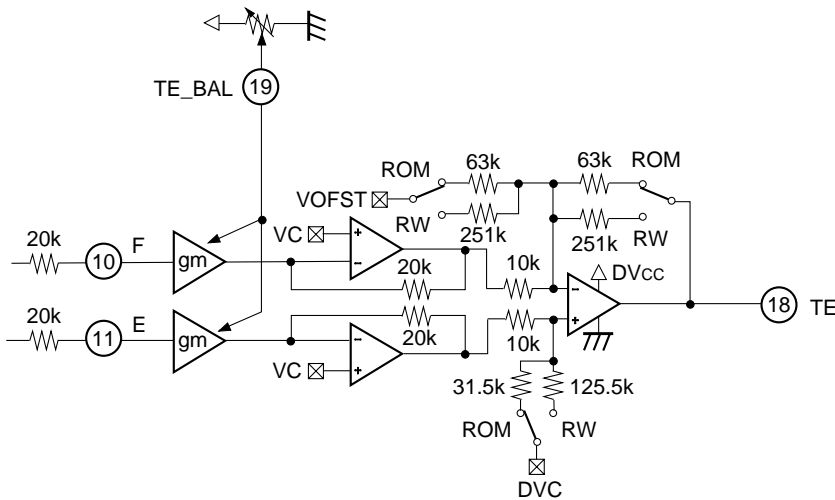 TE_BAL
19
ROM
63k
63k
ROM
VOFST
RW
251k
251k
RW
VC
20k
10
F
gm
20k
10k
DVCC
20k
11
E
gm
20k
10k
18
TE
VC
31.5k
125.5k
ROM
RW
DVC